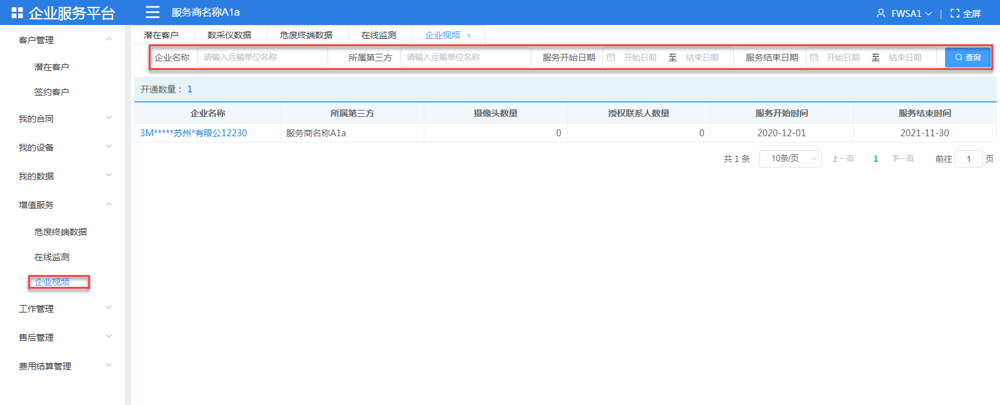 企业服务平台 服务商名称A1a FWSA1 全屏
潜在客户 数采仪数据 危废终端数据 在线监测 企业视频 ×
企业名称 请输入运输单位名称 所属第三方 请输入运输单位名称 服务开始日期 开始日期 至 结束日期 服务结束日期 开始日期 至 结束日期 查询
客户管理
潜在客户
签约客户
我的合同
我的设备
我的数据
增值服务
危废终端数据
在线监测
企业视频
工作管理
售后管理
费用结算管理
开通数量： 1
企业名称 所属第三方 摄像头数量 授权联系人数量 服务开始时间 服务结束时间
3M*****苏州*有限公12230 服务商名称A1a 0 0 2020-12-01 2021-11-30
共 1 条 10条/页 上一页 1 下一页 前往 1 页